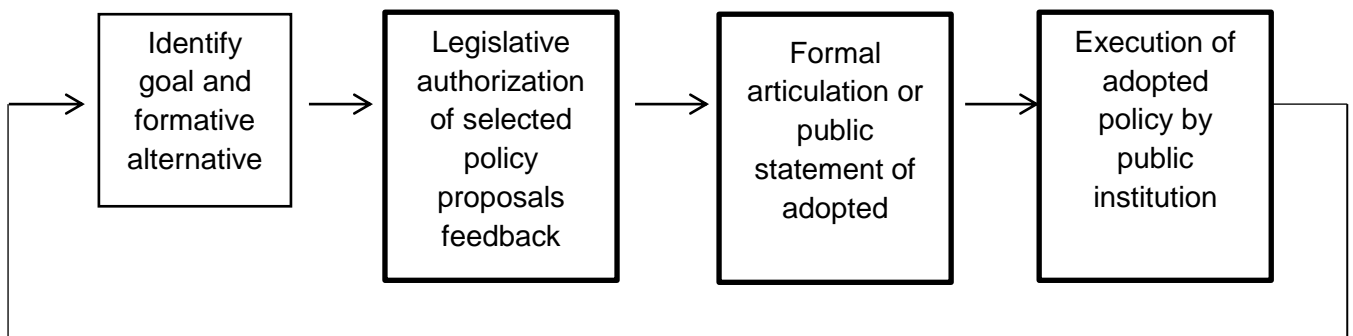 Identify
goal and
formative
alternative
Legislative
authorization
of selected
policy
proposals
feedback
Formal
articulation or
public
statement of
adopted
Execution of
adopted
policy by
public
institution